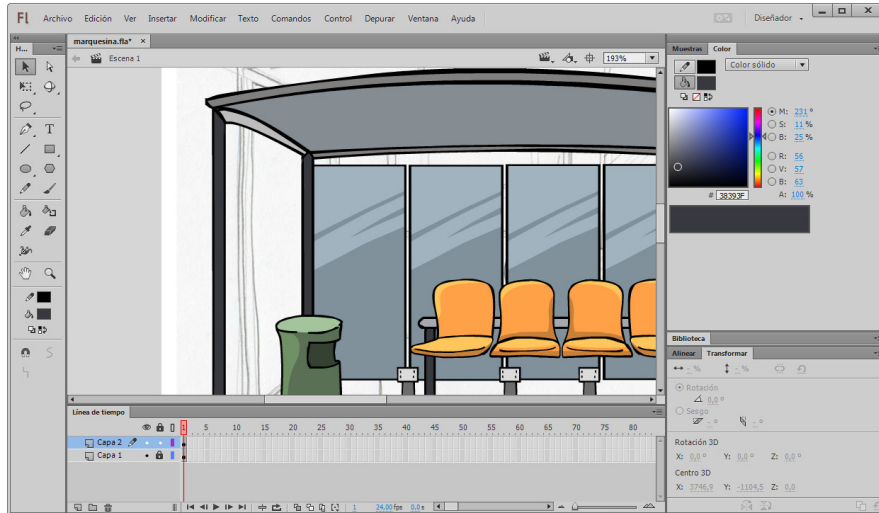 Fl Archivo Edición Ver Insertar Modificar Texto Comandos Control Depurar Ventana Ayuda Diseñador
marquesina.fla* ×
H...
Escena 1 193%
Muestras Color
Color sólido
M: 231 °
S: 11 %
B: 25 %
R: 56
V: 57
B: 63
# 38393F A: 100 %
Biblioteca
Alinear Transformar
- % - %
Rotación
0,0 °
Sesgo
- ° - °
Rotación 3D
X: 0,0 ° Y: 0,0 ° Z: 0,0 °
Centro 3D
X: 3746,9 Y: -1104,5 Z: 0,0
Línea de tiempo
1 5 10 15 20 25 30 35 40 45 50 55 60 65 70 75 80
Capa 2
Capa 1
1 24,00 fps 0,0 s